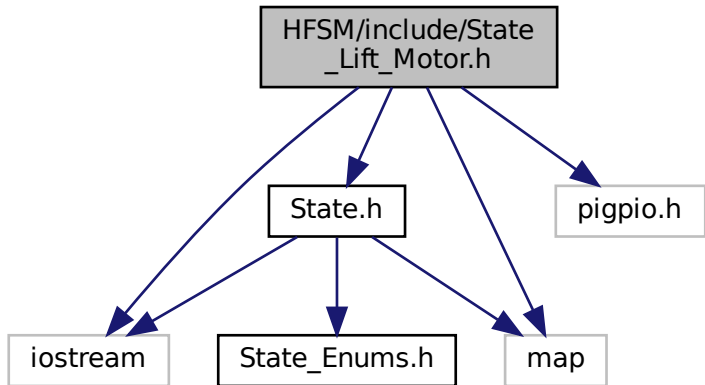 HFSM/include/State
_Lift_Motor.h
State.h
pigpio.h
iostream
State_Enums.h
map